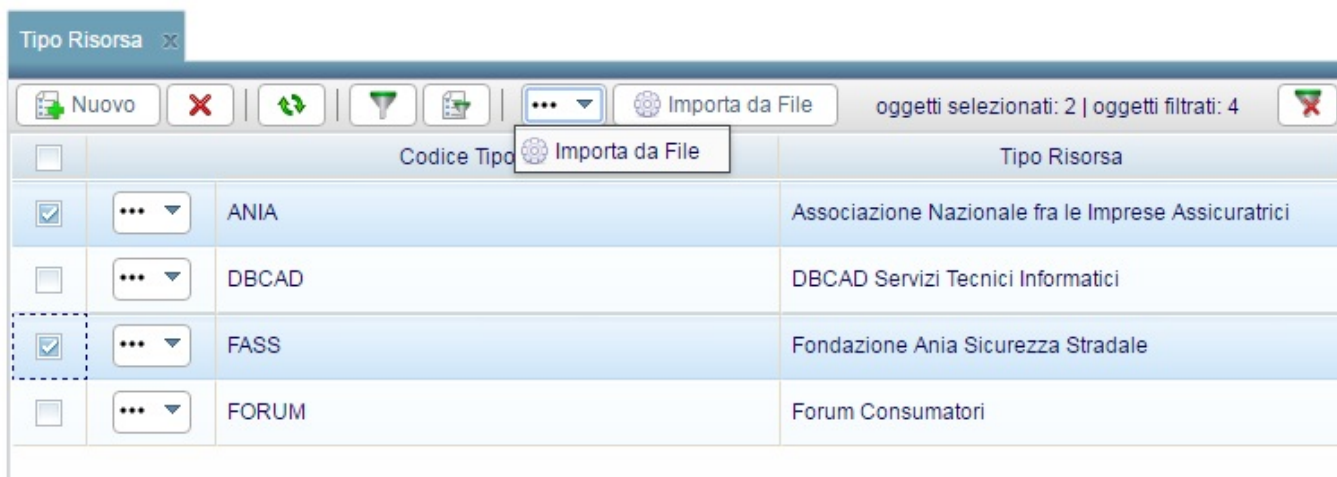 Tipo Risorsa
Nuovo Importa da File oggetti selezionati: 2 | oggetti filtrati: 4
Codice Tipo Importa da File Tipo Risorsa
ANIA Associazione Nazionale fra le Imprese Assicuratrici
DBCAD DBCAD Servizi Tecnici Informatici
FASS Fondazione Ania Sicurezza Stradale
FORUM Forum Consumatori